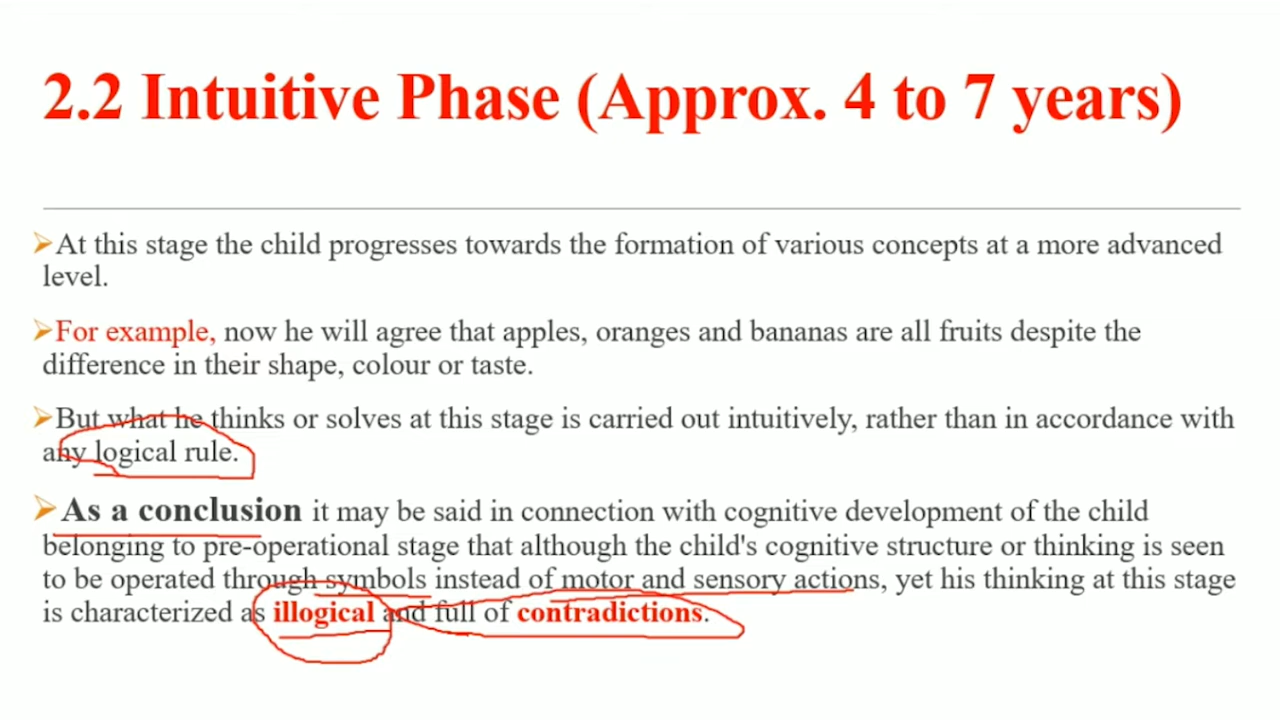 2.2 Intuitive Phase (Approx. 4 to 7 years)
At this stage the child progresses towards the formation of various concepts at a more advanced
level.
For example, now he will agree that apples, oranges and bananas are all fruits despite the
difference in their shape, colour or taste.
But what he thinks or solves at this stage is carried out intuitively, rather than in accordance with
any logical rule.
As a conclusion it may be said in connection with cognitive development of the child
belonging to pre-operational stage that although the child's cognitive structure or thinking is seen
to be operated through symbols instead of motor and sensory actions, yet his thinking at this stage
is characterized as illogical and full of contradictions.